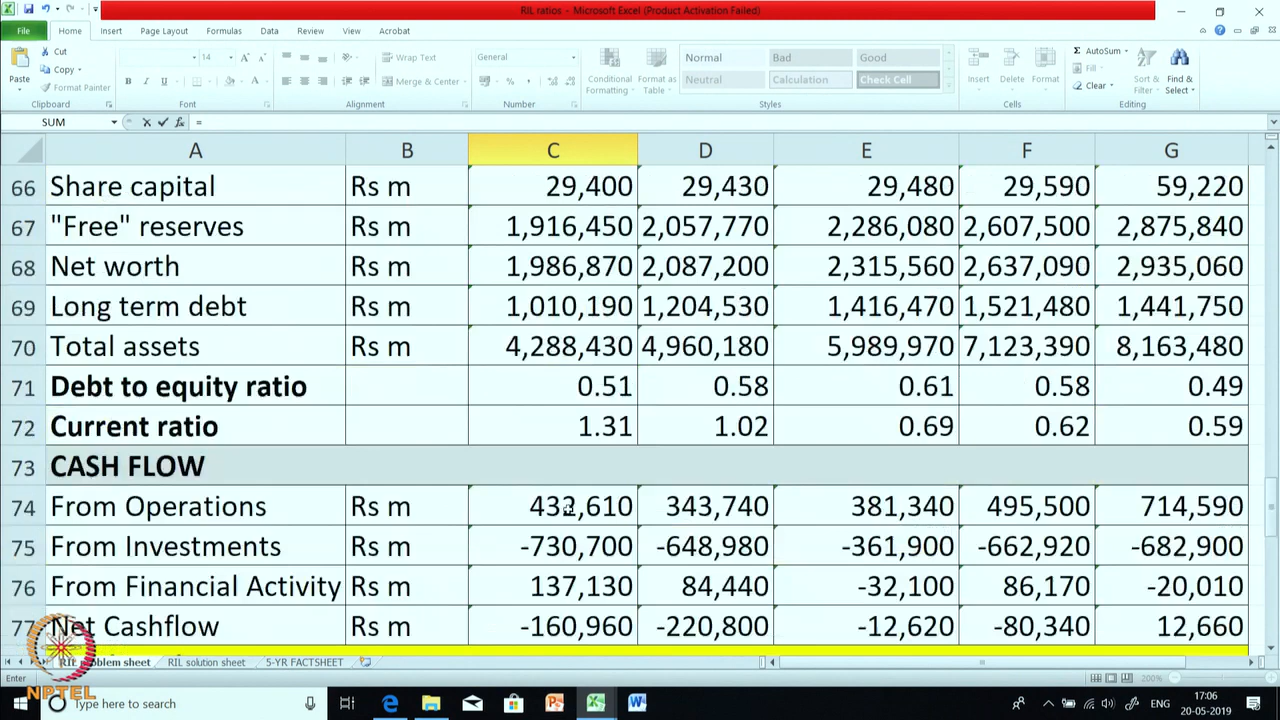 RIL ratios - Microsoft Excel (Product Activation Failed)
File Home Insert Page Layout Formulas Data Review View Acrobat
Paste Cut Copy Format Painter Clipboard
14 Font
Wrap Text Merge & Center Alignment
General Number
Conditional Formatting Format as Table
Normal Bad Good
Neutral Calculation Check Cell
Styles
Insert Delete Format Cells
AutoSum Fill Clear Sort & Filter Find & Select Editing
SUM fx =
A B C D E F G
66 Share capital Rs m 29,400 29,430 29,480 29,590 59,220
67 "Free" reserves Rs m 1,916,450 2,057,770 2,286,080 2,607,500 2,875,840
68 Net worth Rs m 1,986,870 2,087,200 2,315,560 2,637,090 2,935,060
69 Long term debt Rs m 1,010,190 1,204,530 1,416,470 1,521,480 1,441,750
70 Total assets Rs m 4,288,430 4,960,180 5,989,970 7,123,390 8,163,480
71 Debt to equity ratio 0.51 0.58 0.61 0.58 0.49
72 Current ratio 1.31 1.02 0.69 0.62 0.59
73 CASH FLOW
74 From Operations Rs m 432,610 343,740 381,340 495,500 714,590
75 From Investments Rs m -730,700 -648,980 -361,900 -662,920 -682,900
76 From Financial Activity Rs m 137,130 84,440 -32,100 86,170 -20,010
77 Net Cashflow Rs m -160,960 -220,800 -12,620 -80,340 12,660
RIL problem sheet RIL solution sheet 5-YR FACTSHEET
Enter 200%
NPTEL
Type here to search
ENG 17:06
20-05-2019